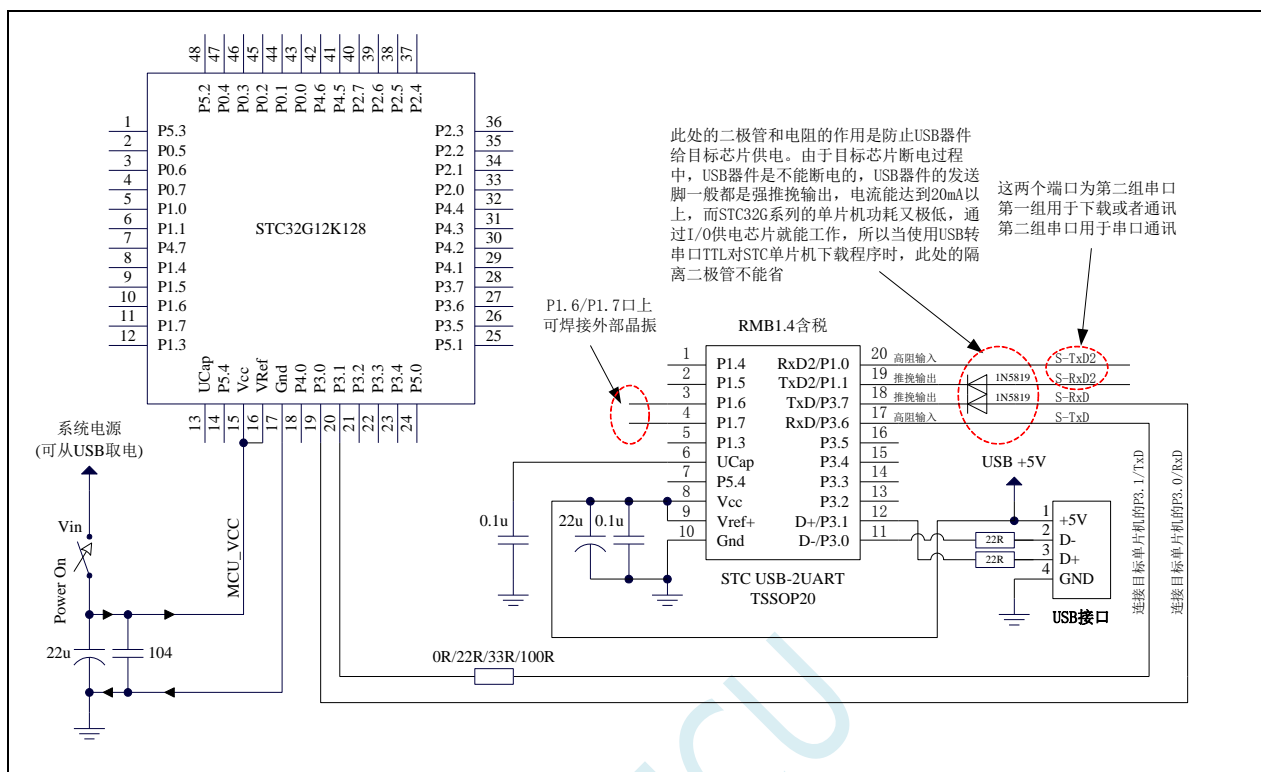 48
47
46
45
44
43
42
41
40
39
38
37
P5.2
P0.4
P0.3
P0.2
P0.1
P0.0
P4.6
P4.5
P2.7
P2.6
P2.5
P2.4
1 P5.3
2 P0.5
3 P0.6
4 P0.7
5 P1.0
6 P1.1
7 P4.7
8 P1.4
9 P1.5
10 P1.6
11 P1.7
12 P1.3
STC32G12K128
P2.3 36
P2.2 35
P2.1 34
P2.0 33
P4.4 32
P4.3 31
P4.2 30
P4.1 29
P3.7 28
P3.6 27
P3.5 26
P5.1 25
UCap
P5.4
Vcc
VRef
Gnd
P4.0
P3.0
P3.1
P3.2
P3.3
P3.4
P5.0
13
14
15
16
17
18
19
20
21
22
23
24
此处的二极管和电阻的作用是防止USB器件
给目标芯片供电。由于目标芯片断电过程
中，USB器件是不能断电的，USB器件的发送
脚一般都是强推挽输出，电流能达到20mA以
上，而STC32G系列的单片机功耗又极低，通
过I/O供电芯片就能工作，所以当使用USB转
串口TTL对STC单片机下载程序时，此处的隔
离二极管不能省
这两个端口为第二组串口
第一组用于下载或者通讯
第二组串口用于串口通讯
P1.6/P1.7口上
可焊接外部晶振
RMB1.4含税
1 P1.4
2 P1.5
3 P1.6
4 P1.7
5 P1.3
6 UCap
7 P5.4
8 Vcc
9 Vref+
10 Gnd
RxD2/P1.0 20 高阻输入 S-TxD2
TxD2/P1.1 19 推挽输出 1N5819 S-RxD2
TxD/P3.7 18 推挽输出 1N5819 S-RxD
RxD/P3.6 17 高阻输入 S-TxD
P3.5 16
P3.4 15
P3.3 14
P3.2 13
D+/P3.1 12
D-/P3.0 11
STC USB-2UART
TSSOP20
0.1u
22u
0.1u
USB +5V
22R
22R
1 +5V
2 D-
3 D+
4 GND
USB接口
连接目标单片机的P3.1/TxD
连接目标单片机的P3.0/RxD
系统电源
(可从USB取电)
Vin
Power On
MCU_VCC
22u
104
0R/22R/33R/100R
MCU